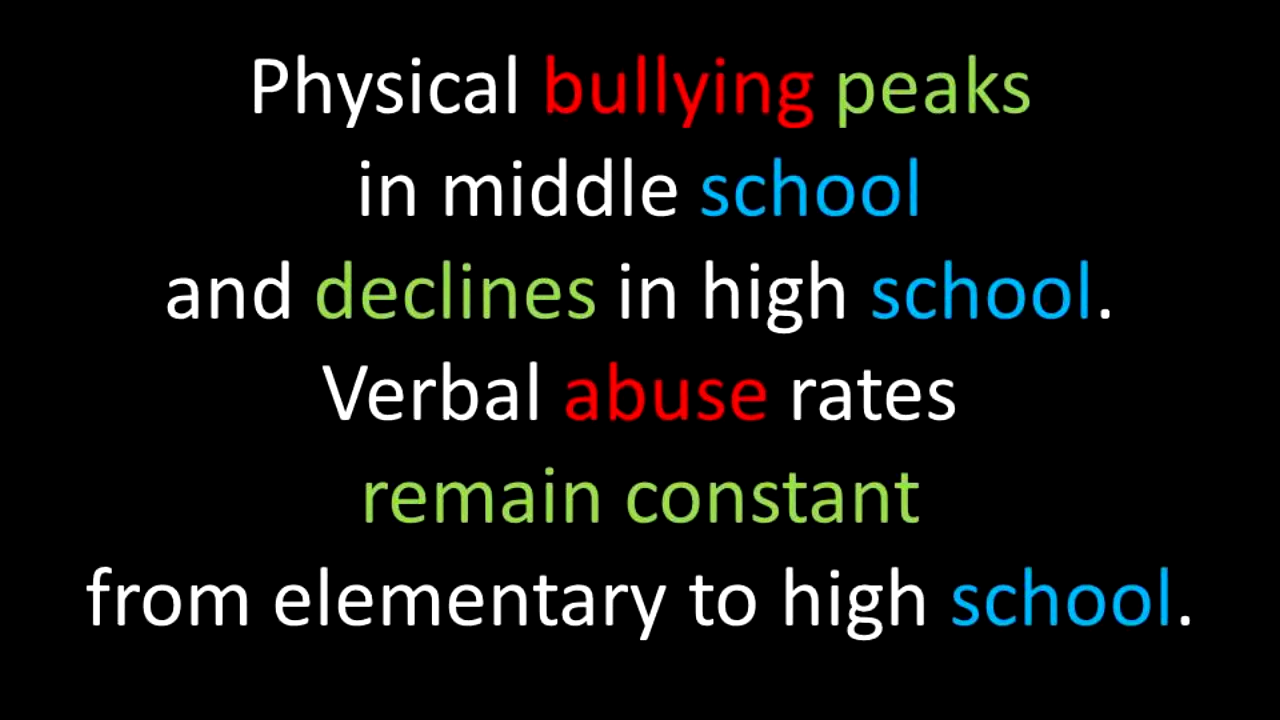 Physical bullying peaks
in middle school
and declines in high school.
Verbal abuse rates
remain constant
from elementary to high school.